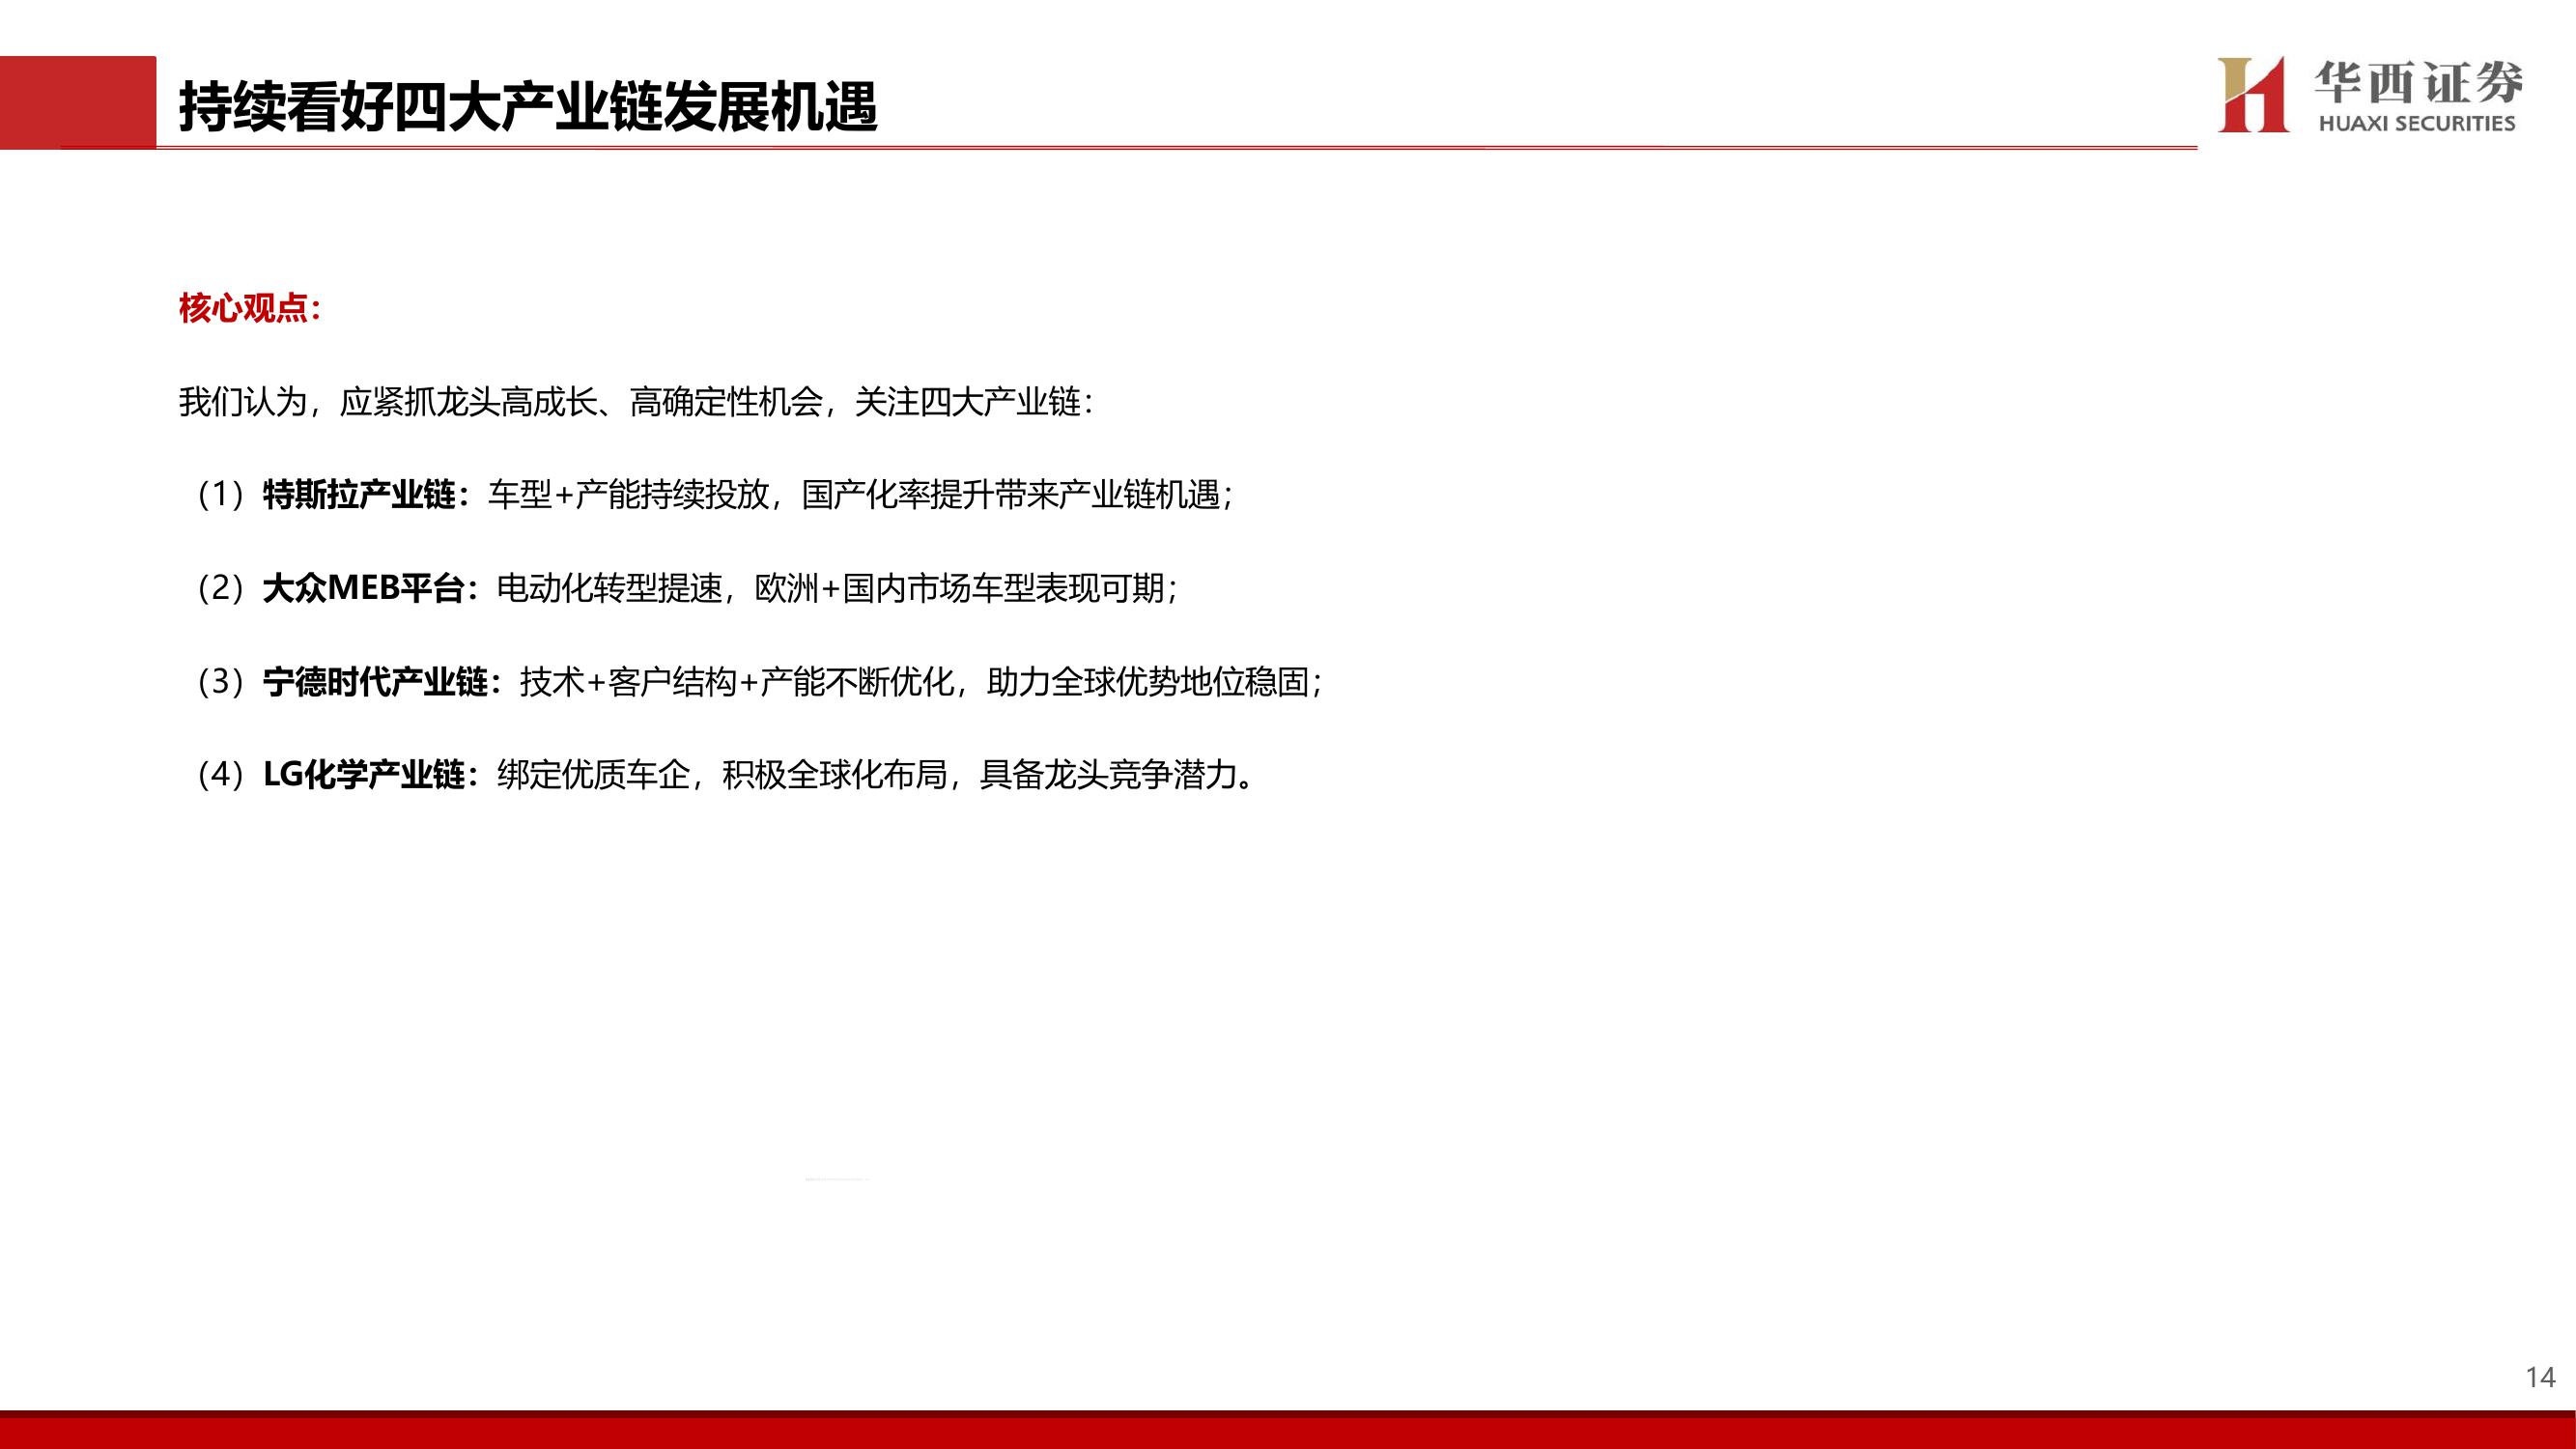 持续看好四大产业链发展机遇
华西证券
HUAXI SECURITIES
核心观点：
我们认为，应紧抓龙头高成长、高确定性机会，关注四大产业链：
（1）特斯拉产业链：车型+产能持续投放，国产化率提升带来产业链机遇；
（2）大众MEB平台：电动化转型提速，欧洲+国内市场车型表现可期；
（3）宁德时代产业链：技术+客户结构+产能不断优化，助力全球优势地位稳固；
（4）LG化学产业链：绑定优质车企，积极全球化布局，具备龙头竞争潜力。
14